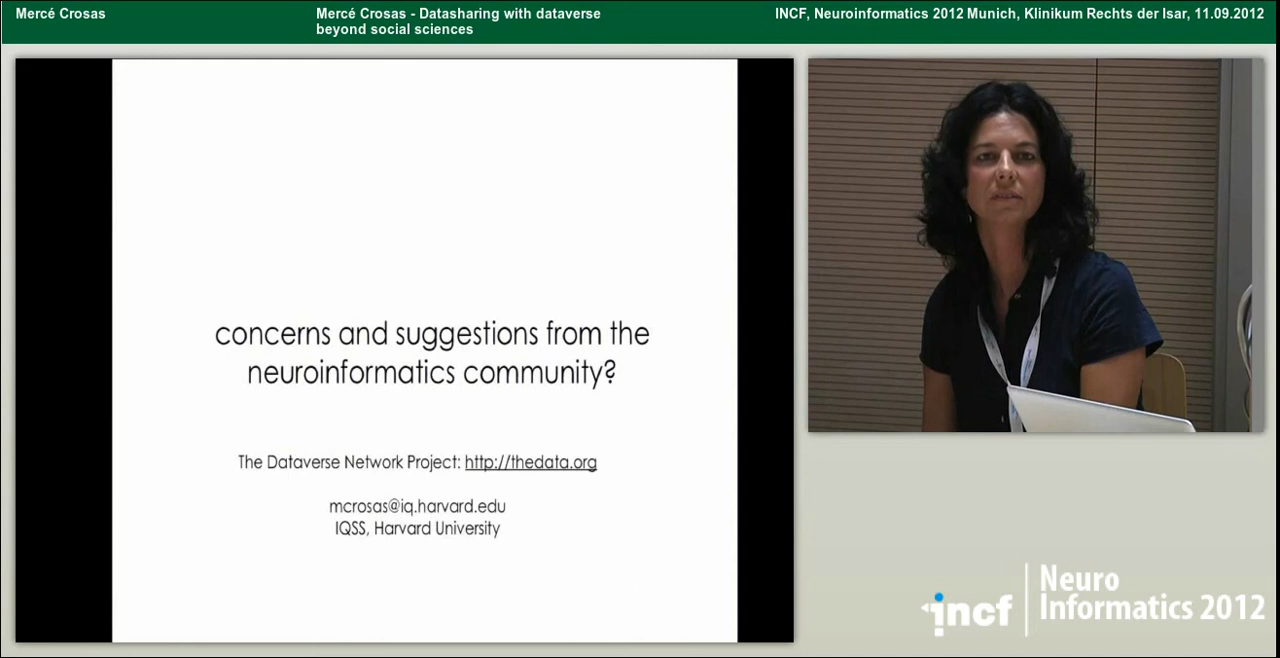 Mercé Crosas
Mercé Crosas - Datasharing with dataverse
beyond social sciences
INCF, Neuroinformatics 2012 Munich, Klinikum Rechts der Isar, 11.09.2012
concerns and suggestions from the
neuroinformatics community?
The Dataverse Network Project: http://thedata.org
mcrosas@iq.harvard.edu
IQSS, Harvard University
incf
Neuro
Informatics 2012